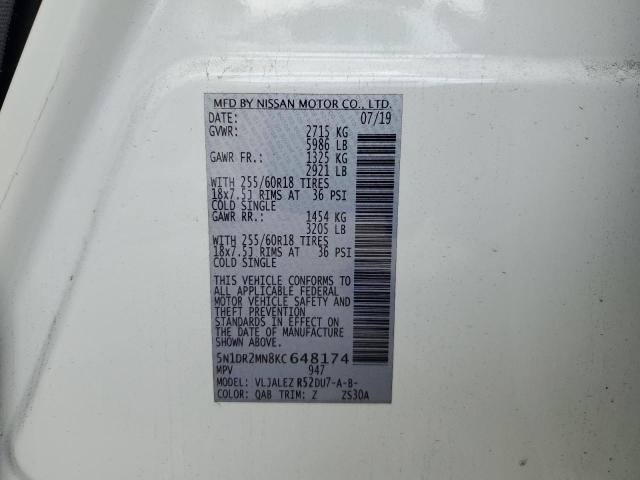 MFD BY NISSAN MOTOR CO., LTD.
DATE: 07/19
GVWR: 2715 KG
5986 LB
GAWR FR.: 1325 KG
2921 LB
WITH 255/60R18 TIRES
18x7.5J RIMS AT 36 PSI
COLD SINGLE
GAWR RR.: 1454 KG
3205 LB
WITH 255/60R18 TIRES
18x7.5J RIMS AT 36 PSI
COLD SINGLE
THIS VEHICLE CONFORMS TO
ALL APPLICABLE FEDERAL
MOTOR VEHICLE SAFETY AND
THEFT PREVENTION
STANDARDS IN EFFECT ON
THE DATE OF MANUFACTURE
SHOWN ABOVE.
5N1DR2MN8KC648174
MPV 947
MODEL: VLJALEZ R52DU7-A-B-
COLOR: QAB TRIM: Z ZS30A